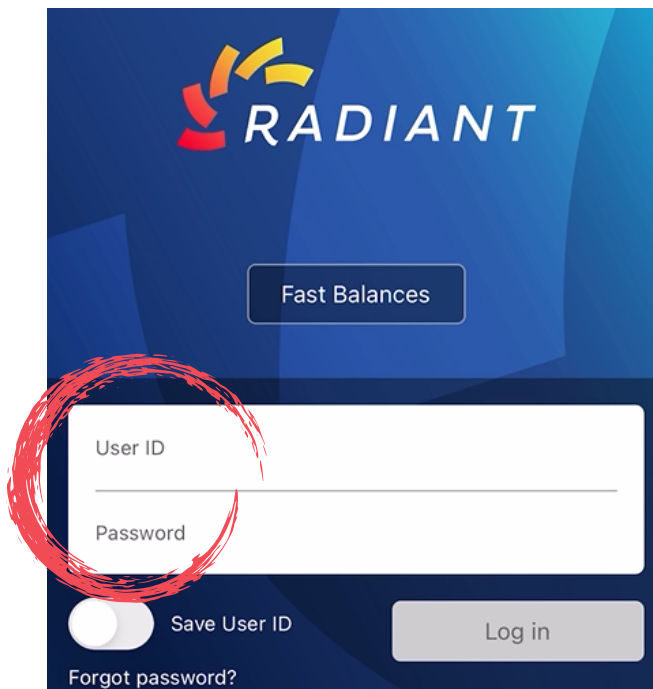 RADIANT
Fast Balances
User ID
Password
Save User ID
Log in
Forgot password?